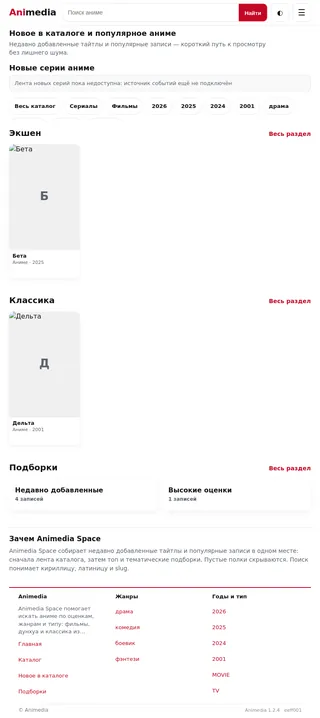 Animedia
Поиск аниме
Найти
Новое в каталоге и популярное аниме
Недавно добавленные тайтлы и популярные записи — короткий путь к просмотру
без лишнего шума.
Новые серии аниме
Лента новых серий пока недоступна: источник событий ещё не подключён
Весь каталог Сериалы Фильмы 2026 2025 2024 2001 драма
Экшен Весь раздел
Бета
Б
Бета
Аниме · 2025
Классика Весь раздел
Дельта
Д
Дельта
Аниме · 2001
Подборки Весь раздел
Недавно добавленные
4 записей
Высокие оценки
1 записей
Зачем Animedia Space
Animedia Space собирает недавно добавленные тайтлы и популярные записи в одном месте:
сначала лента каталога, затем топ и тематические подборки. Пустые полки скрываются. Поиск
понимает кириллицу, латиницу и slug.
Animedia
Animedia Space помогает
искать аниме по оценкам,
жанрам и типу: фильмы,
дунхуа и классика из…
Главная
Каталог
Новое в каталоге
Подборки
Жанры
драма
комедия
боевик
фэнтези
Годы и тип
2026
2025
2024
2001
MOVIE
TV
© Animedia